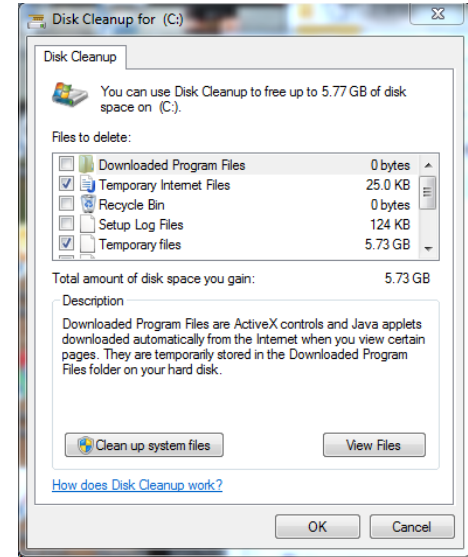 Disk Cleanup for  (C:)
Disk Cleanup
You can use Disk Cleanup to free up to 5.77 GB of disk
space on  (C:).
Files to delete:
Downloaded Program Files 0 bytes
Temporary Internet Files 25.0 KB
Recycle Bin 0 bytes
Setup Log Files 124 KB
Temporary files 5.73 GB
Total amount of disk space you gain: 5.73 GB
Description
Downloaded Program Files are ActiveX controls and Java applets
downloaded automatically from the Internet when you view certain
pages. They are temporarily stored in the Downloaded Program
Files folder on your hard disk.
Clean up system files View Files
How does Disk Cleanup work?
OK Cancel